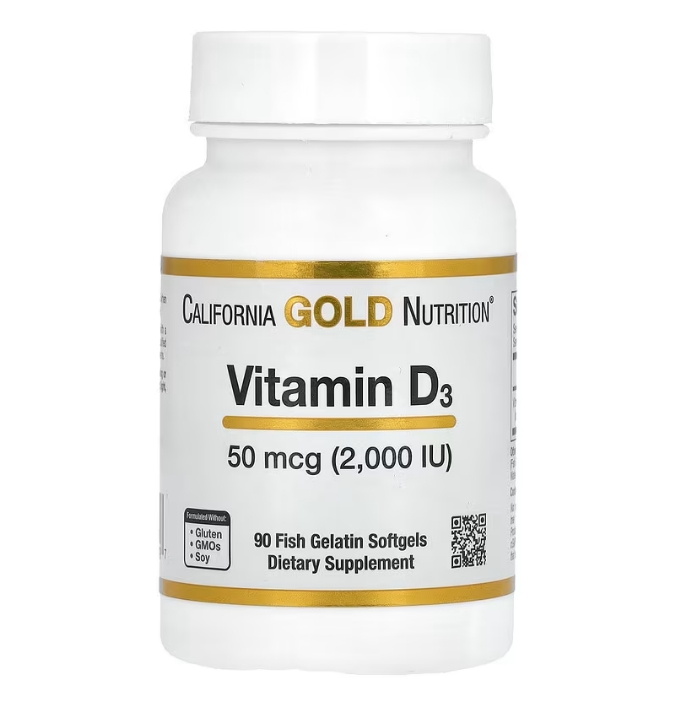 CALIFORNIA GOLD NUTRITION®
Vitamin D3
50 mcg (2,000 IU)
Formulated Without:
• Gluten
• GMOs
• Soy
90 Fish Gelatin Softgels
Dietary Supplement